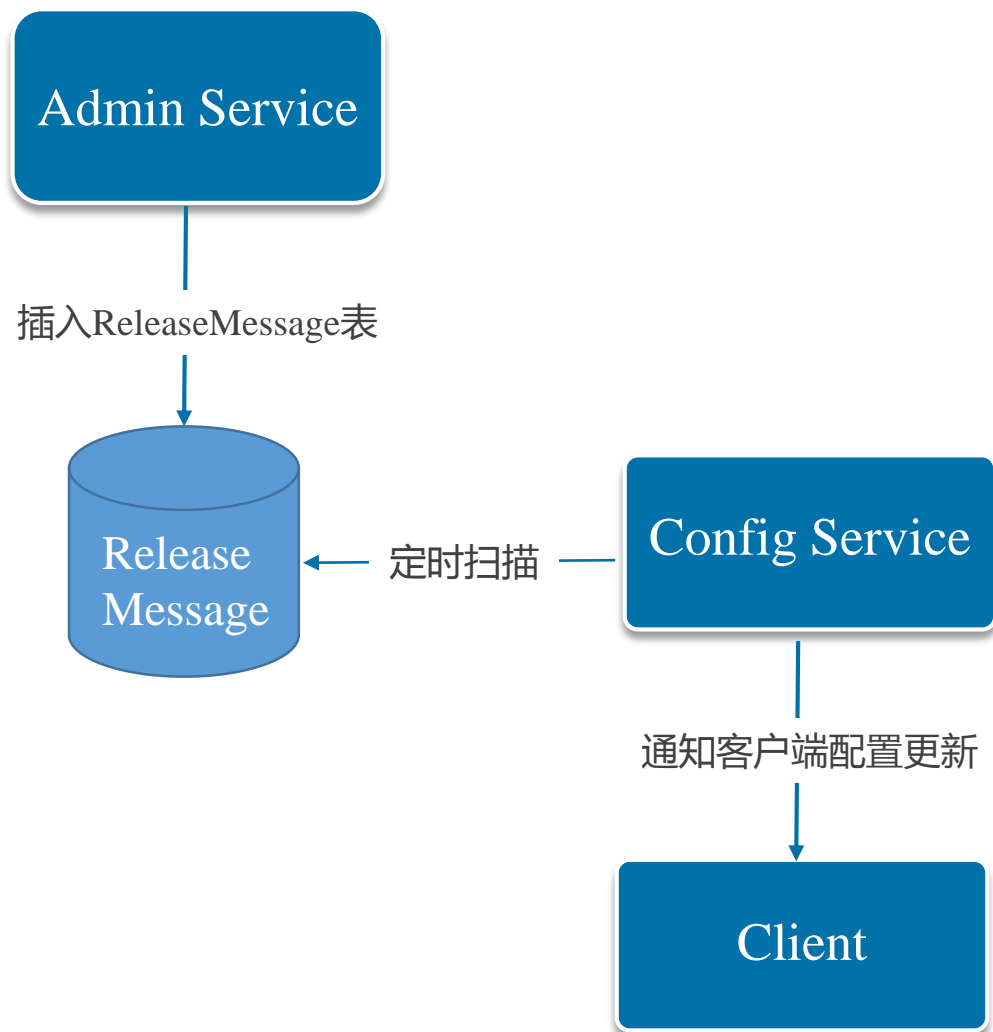 Admin Service
插入ReleaseMessage表
Release
Message
定时扫描
Config Service
通知客户端配置更新
Client